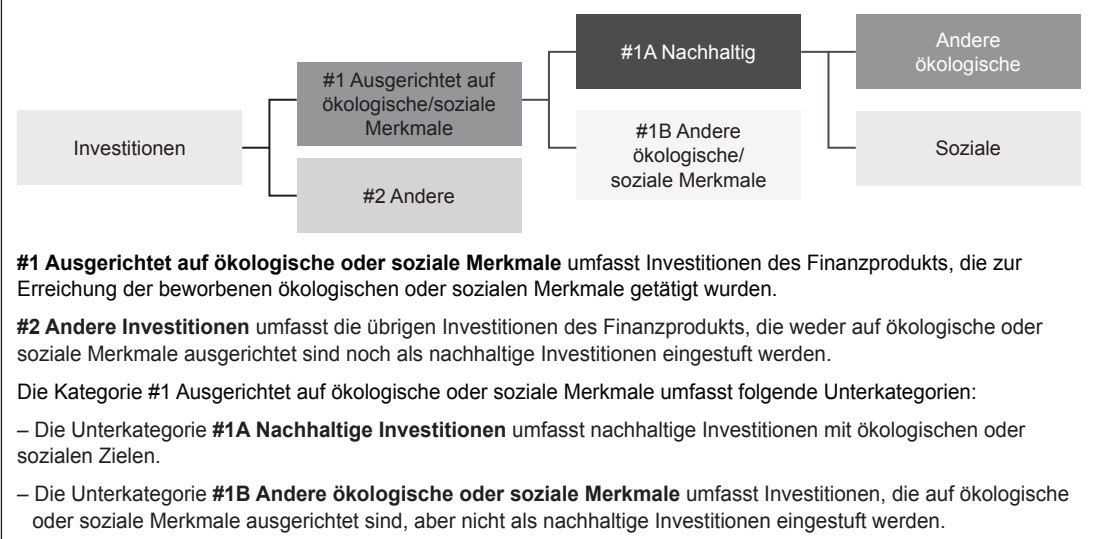 Investitionen
#1 Ausgerichtet auf
ökologische/soziale
Merkmale
#2 Andere
#1A Nachhaltig
#1B Andere
ökologische/
soziale Merkmale
Andere
ökologische
Soziale
#1 Ausgerichtet auf ökologische oder soziale Merkmale umfasst Investitionen des Finanzprodukts, die zur
Erreichung der beworbenen ökologischen oder sozialen Merkmale getätigt wurden.
#2 Andere Investitionen umfasst die übrigen Investitionen des Finanzprodukts, die weder auf ökologische oder
soziale Merkmale ausgerichtet sind noch als nachhaltige Investitionen eingestuft werden.
Die Kategorie #1 Ausgerichtet auf ökologische oder soziale Merkmale umfasst folgende Unterkategorien:
– Die Unterkategorie #1A Nachhaltige Investitionen umfasst nachhaltige Investitionen mit ökologischen oder
sozialen Zielen.
– Die Unterkategorie #1B Andere ökologische oder soziale Merkmale umfasst Investitionen, die auf ökologische
oder soziale Merkmale ausgerichtet sind, aber nicht als nachhaltige Investitionen eingestuft werden.